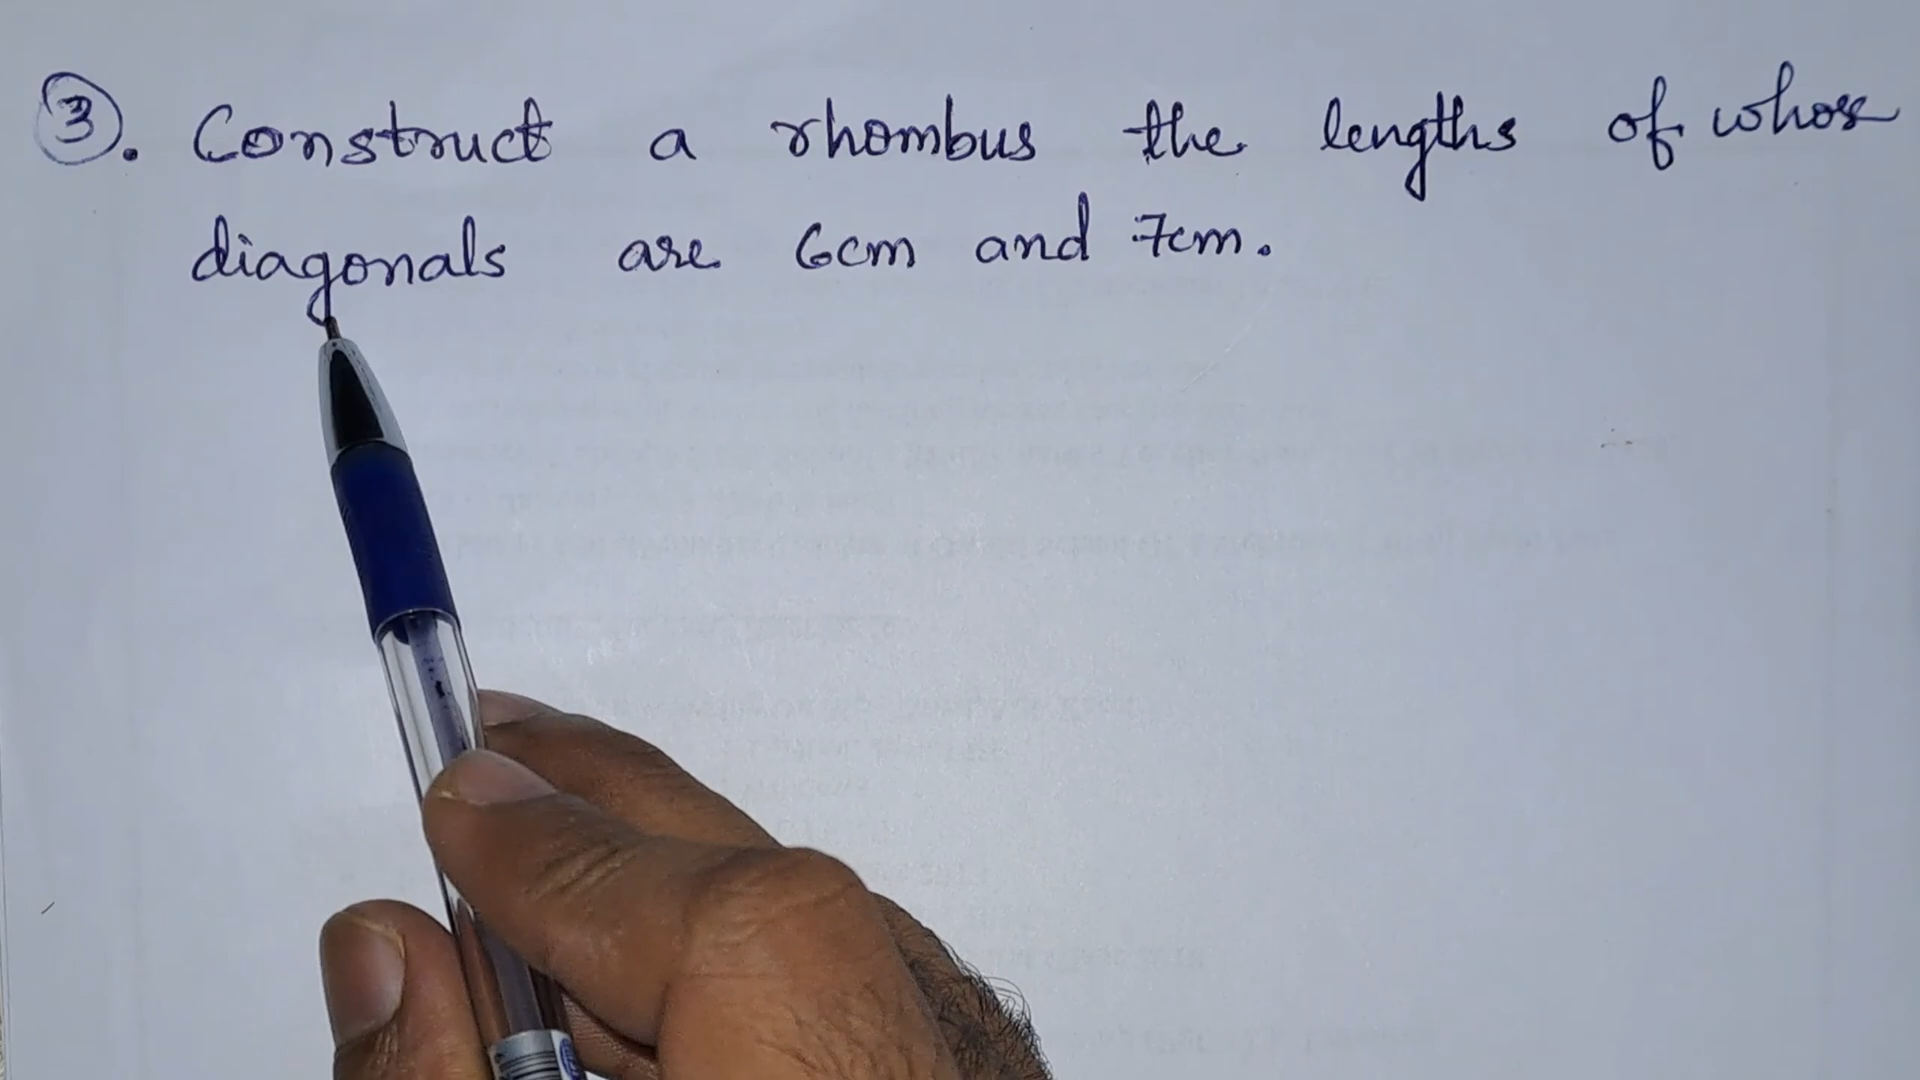 3. Construct a rhombus the lengths of whose
diagonals are 6cm and 7cm.